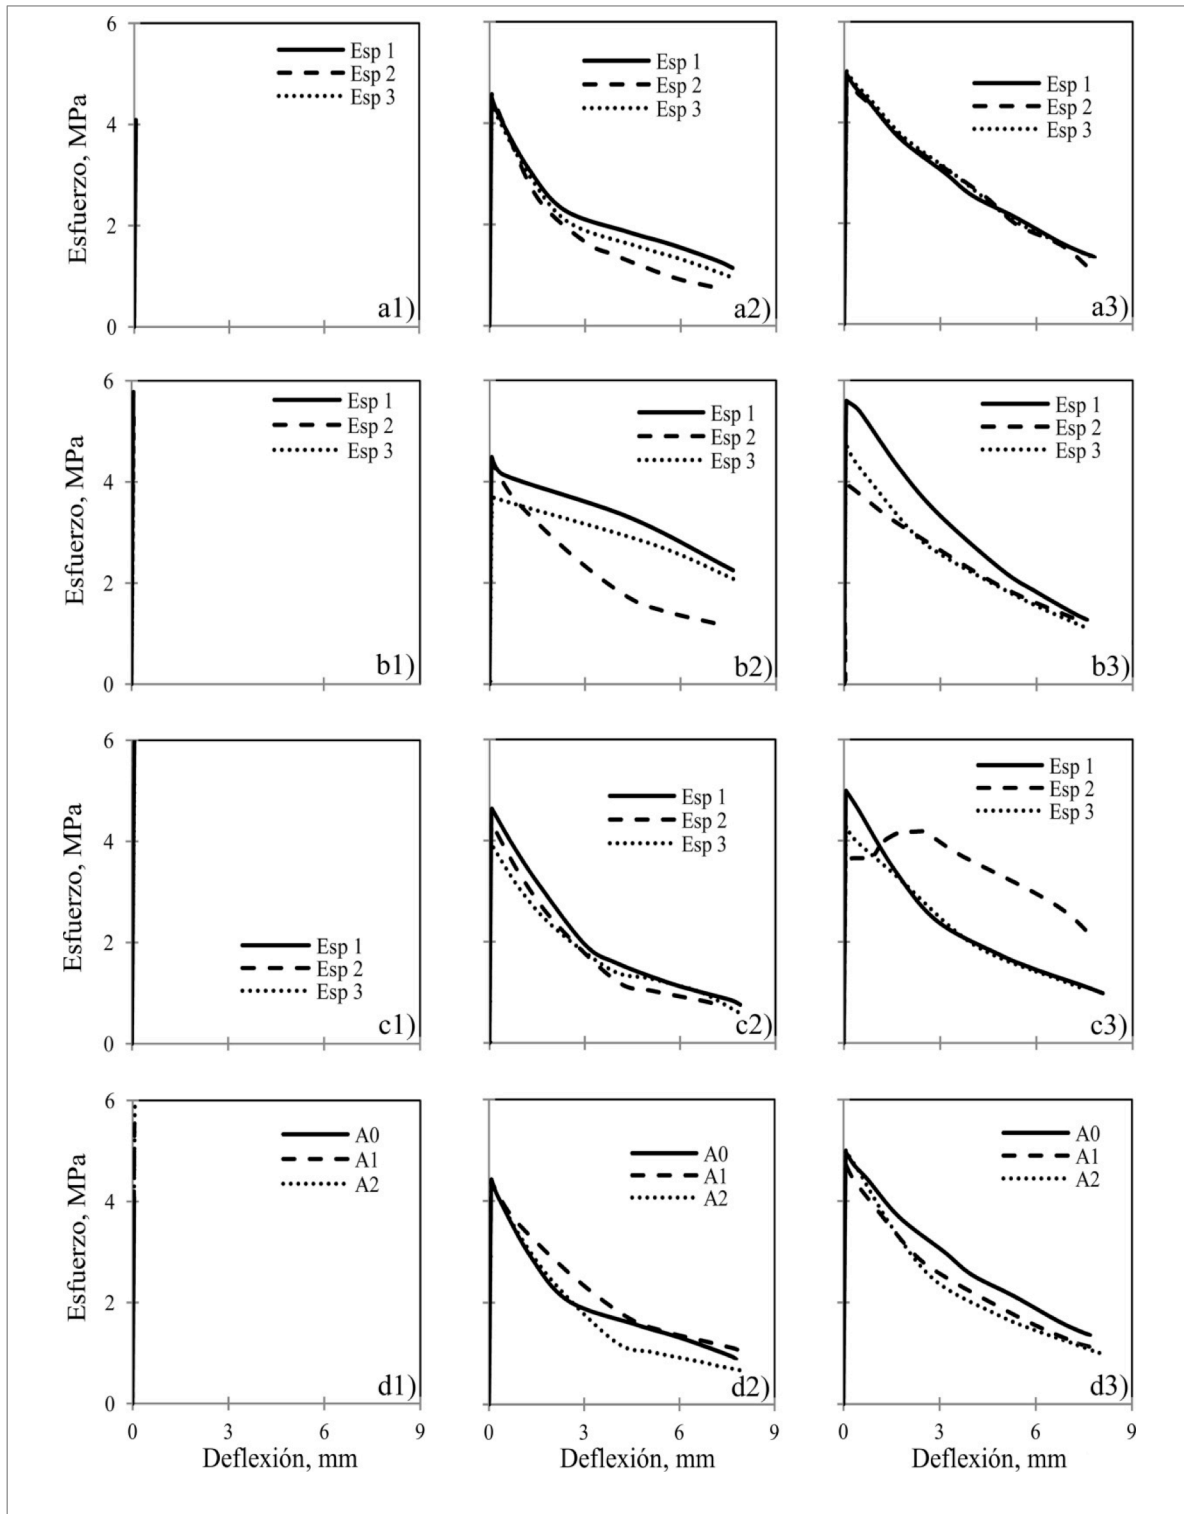 6
4
2
0
Esfuerzo, MPa
Esp 1
Esp 2
Esp 3
a1)
Esp 1
Esp 2
Esp 3
a2)
Esp 1
Esp 2
Esp 3
a3)
6
4
2
0
Esfuerzo, MPa
Esp 1
Esp 2
Esp 3
b1)
Esp 1
Esp 2
Esp 3
b2)
Esp 1
Esp 2
Esp 3
b3)
6
4
2
0
Esfuerzo, MPa
Esp 1
Esp 2
Esp 3
c1)
Esp 1
Esp 2
Esp 3
c2)
Esp 1
Esp 2
Esp 3
c3)
6
4
2
0
Esfuerzo, MPa
A0
A1
A2
d1)
0 3 6 9
Deflexión, mm
A0
A1
A2
d2)
0 3 6 9
Deflexión, mm
A0
A1
A2
d3)
0 3 6 9
Deflexión, mm